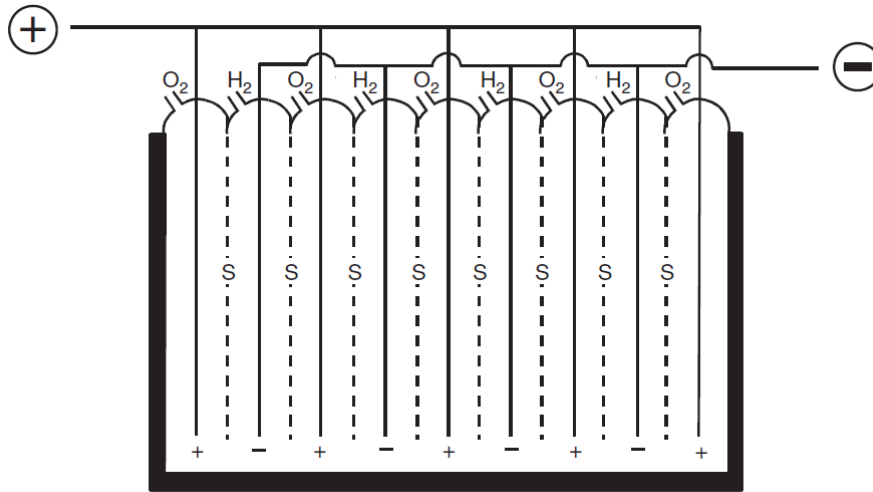 +
−
O₂ H₂ O₂ H₂ O₂ H₂ O₂ H₂ O₂
S S S S S S S S
+ − + − + − + − +